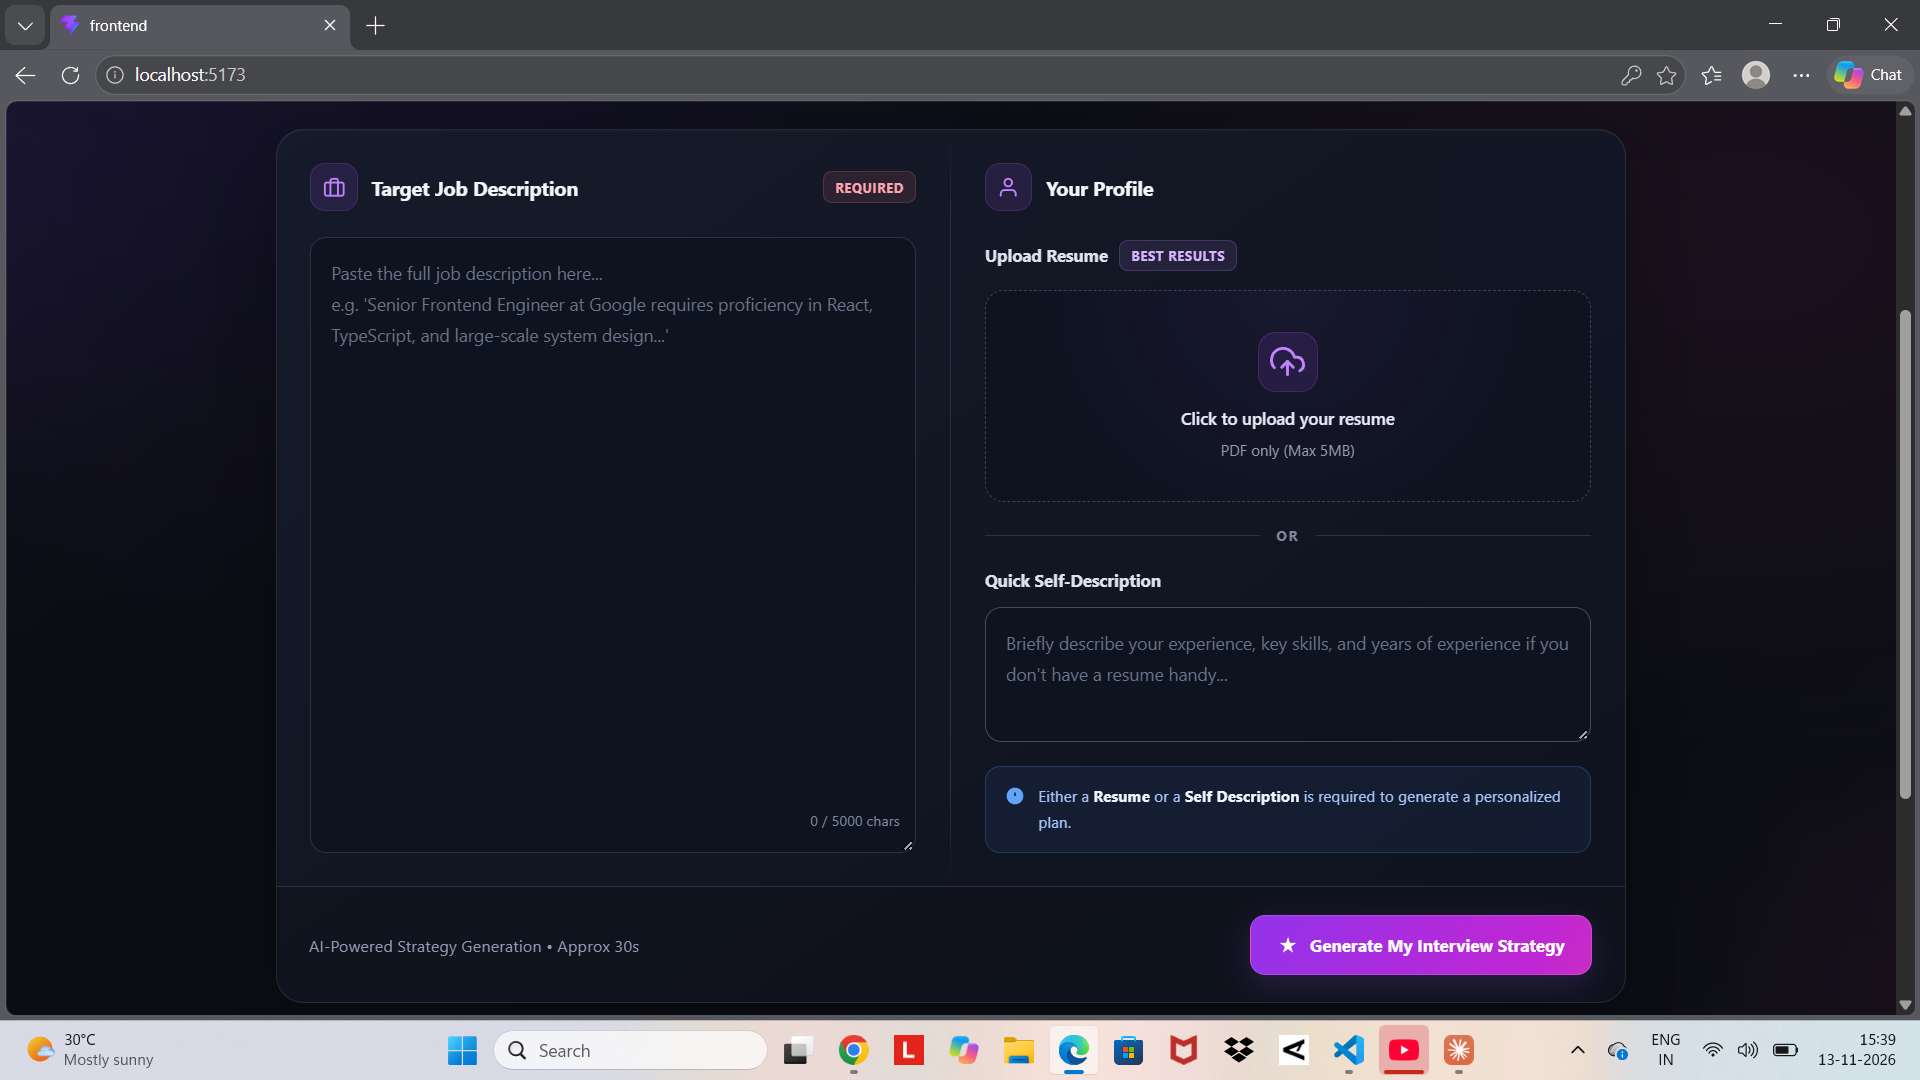 frontend
localhost:5173
Chat
Target Job Description
REQUIRED
Paste the full job description here...
e.g. 'Senior Frontend Engineer at Google requires proficiency in React,
TypeScript, and large-scale system design...'
0 / 5000 chars
Your Profile
Upload Resume
BEST RESULTS
Click to upload your resume
PDF only (Max 5MB)
OR
Quick Self-Description
Briefly describe your experience, key skills, and years of experience if you
don't have a resume handy...
Either a Resume or a Self Description is required to generate a personalized
plan.
AI-Powered Strategy Generation • Approx 30s
★ Generate My Interview Strategy
30°C
Mostly sunny
Search
L
ENG
IN
15:39
13-11-2026